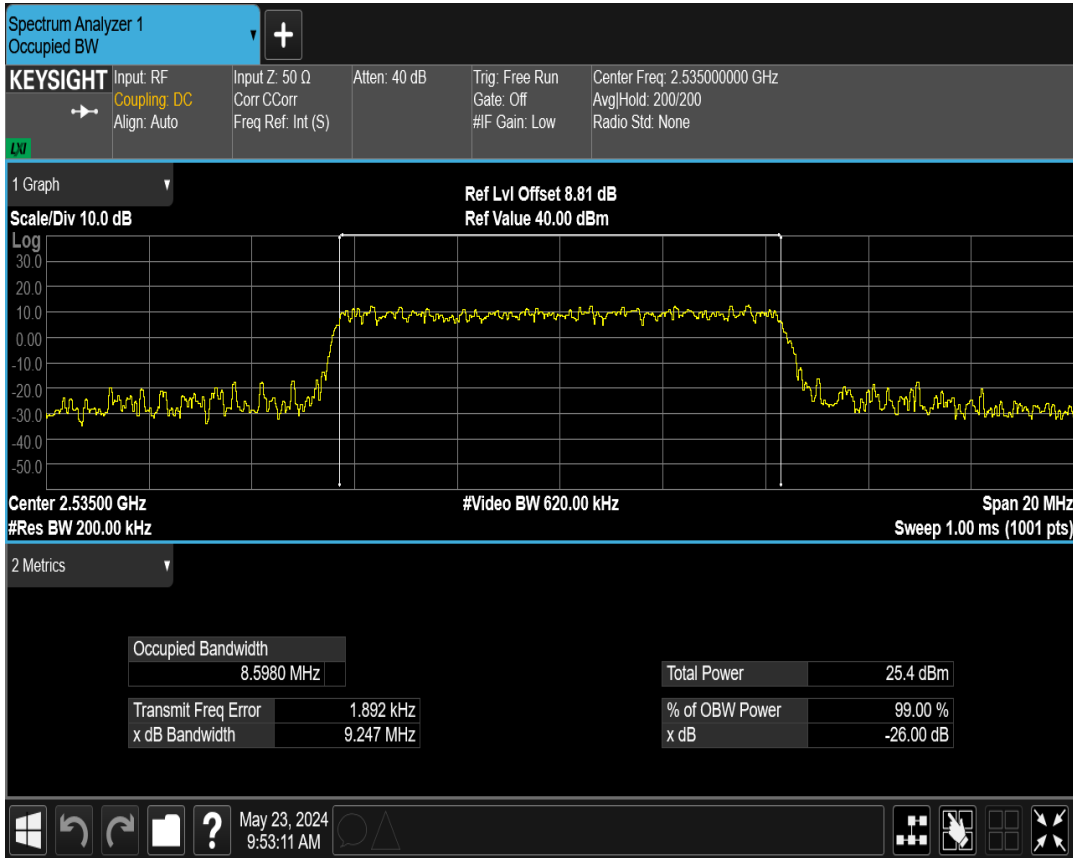 Spectrum Analyzer 1
Occupied BW
+
KEYSIGHT
LXI
Input: RF
Coupling: DC
Align: Auto
Input Z: 50 Ω
Corr CCorr
Freq Ref: Int (S)
Atten: 40 dB
Trig: Free Run
Gate: Off
#IF Gain: Low
Center Freq: 2.535000000 GHz
Avg|Hold: 200/200
Radio Std: None
1 Graph
Scale/Div 10.0 dB
Ref Lvl Offset 8.81 dB
Ref Value 40.00 dBm
Log
30.0
20.0
10.0
0.00
-10.0
-20.0
-30.0
-40.0
-50.0
Center 2.53500 GHz
#Video BW 620.00 kHz
Span 20 MHz
#Res BW 200.00 kHz
Sweep 1.00 ms (1001 pts)
2 Metrics
Occupied Bandwidth
8.5980 MHz
Transmit Freq Error 1.892 kHz
x dB Bandwidth 9.247 MHz
Total Power 25.4 dBm
% of OBW Power 99.00 %
x dB -26.00 dB
?
May 23, 2024
9:53:11 AM